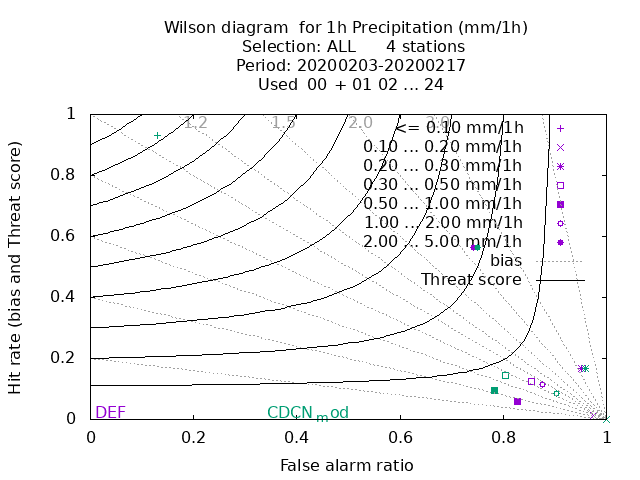 Wilson diagram  for 1h Precipitation (mm/1h)
Selection: ALL      4 stations
Period: 20200203-20200217
Used  00  + 01 02 ... 24
1
1.2
1.5
2.0
3.0
<= 0.10 mm/1h
0.10 ... 0.20 mm/1h
0.20 ... 0.30 mm/1h
0.30 ... 0.50 mm/1h
0.50 ... 1.00 mm/1h
1.00 ... 2.00 mm/1h
2.00 ... 5.00 mm/1h
bias
Threat score
0.8
0.6
0.4
0.2
0
Hit rate (bias and Threat score)
DEF
CDCN_mod
0 0.2 0.4 0.6 0.8 1
False alarm ratio